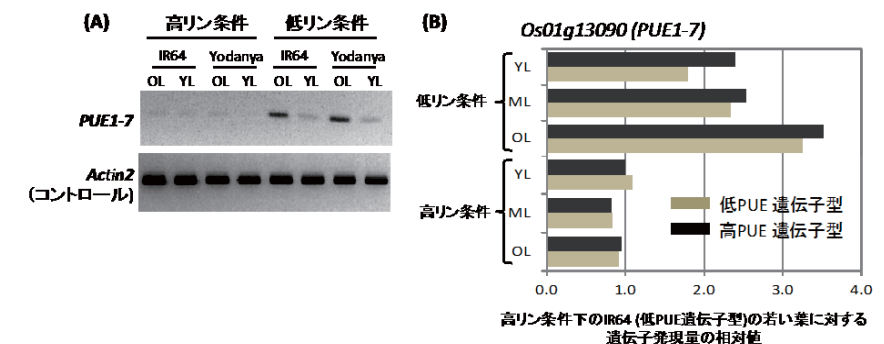 (A)
高リン条件 低リン条件
IR64 Yodanya IR64 Yodanya
OL YL OL YL OL YL OL YL
PUE1-7
Actin2
(コントロール)
(B)
Os01g13090 (PUE1-7)
低リン条件
YL
ML
OL
高リン条件
YL
ML
OL
低PUE 遺伝子型
高PUE 遺伝子型
0.0 1.0 2.0 3.0 4.0
高リン条件下のIR64 (低PUE遺伝子型)の若い葉に対する
遺伝子発現量の相対値